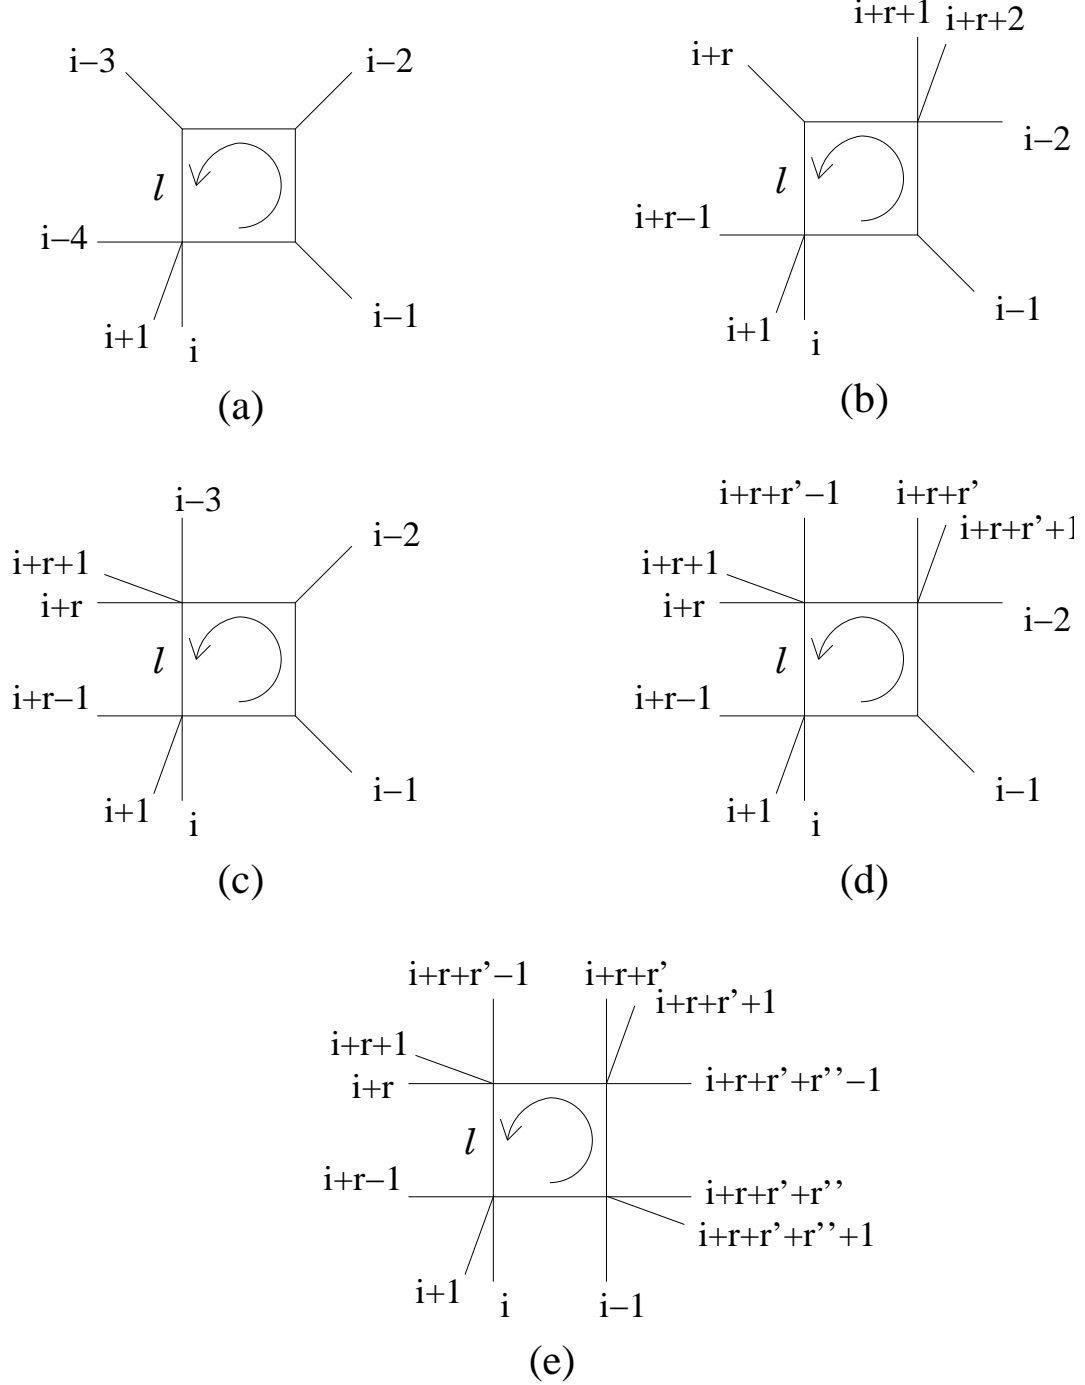 i−3
i−2
l
i−4
i+1
i
i−1
(a)
i+r+1
i+r+2
i+r
i−2
l
i+r−1
i+1
i
i−1
(b)
i−3
i+r+1
i−2
i+r
l
i+r−1
i+1
i
i−1
(c)
i+r+r’−1
i+r+r’
i+r+r’+1
i+r+1
i+r
i−2
l
i+r−1
i+1
i
i−1
(d)
i+r+r’−1
i+r+r’
i+r+r’+1
i+r+1
i+r
i+r+r’+r’’−1
l
i+r−1
i+r+r’+r’’
i+r+r’+r’’+1
i+1
i
i−1
(e)